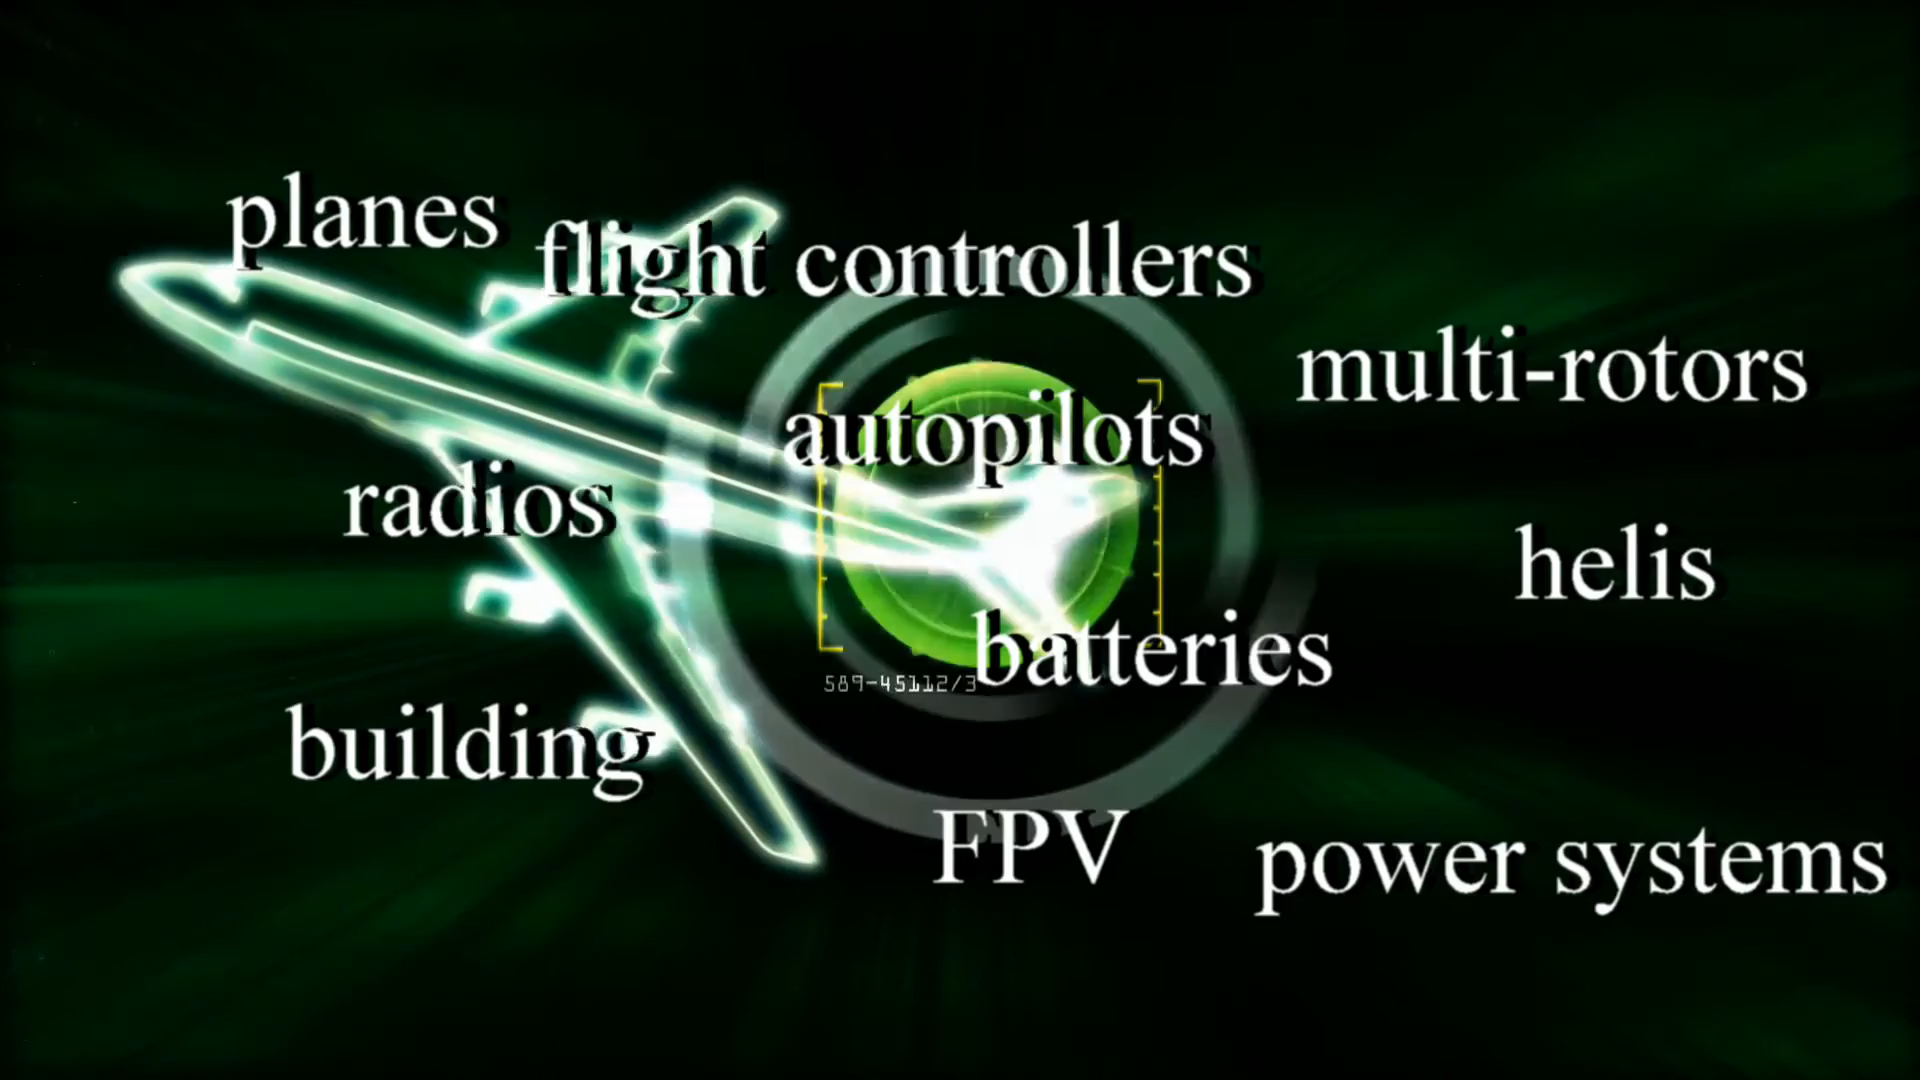 planes
flight controllers
multi-rotors
autopilots
radios
helis
batteries
589-45112/3
building
FPV
power systems